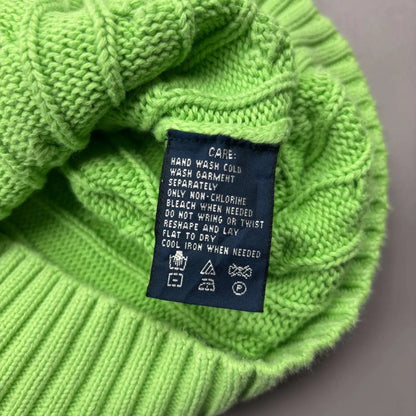 CARE:
HAND WASH COLD
WASH GARMENT
SEPARATELY
ONLY NON-CHLORINE
BLEACH WHEN NEEDED
DO NOT WRING OR TWIST
RESHAPE AND LAY
FLAT TO DRY
COOL IRON WHEN NEEDED
P